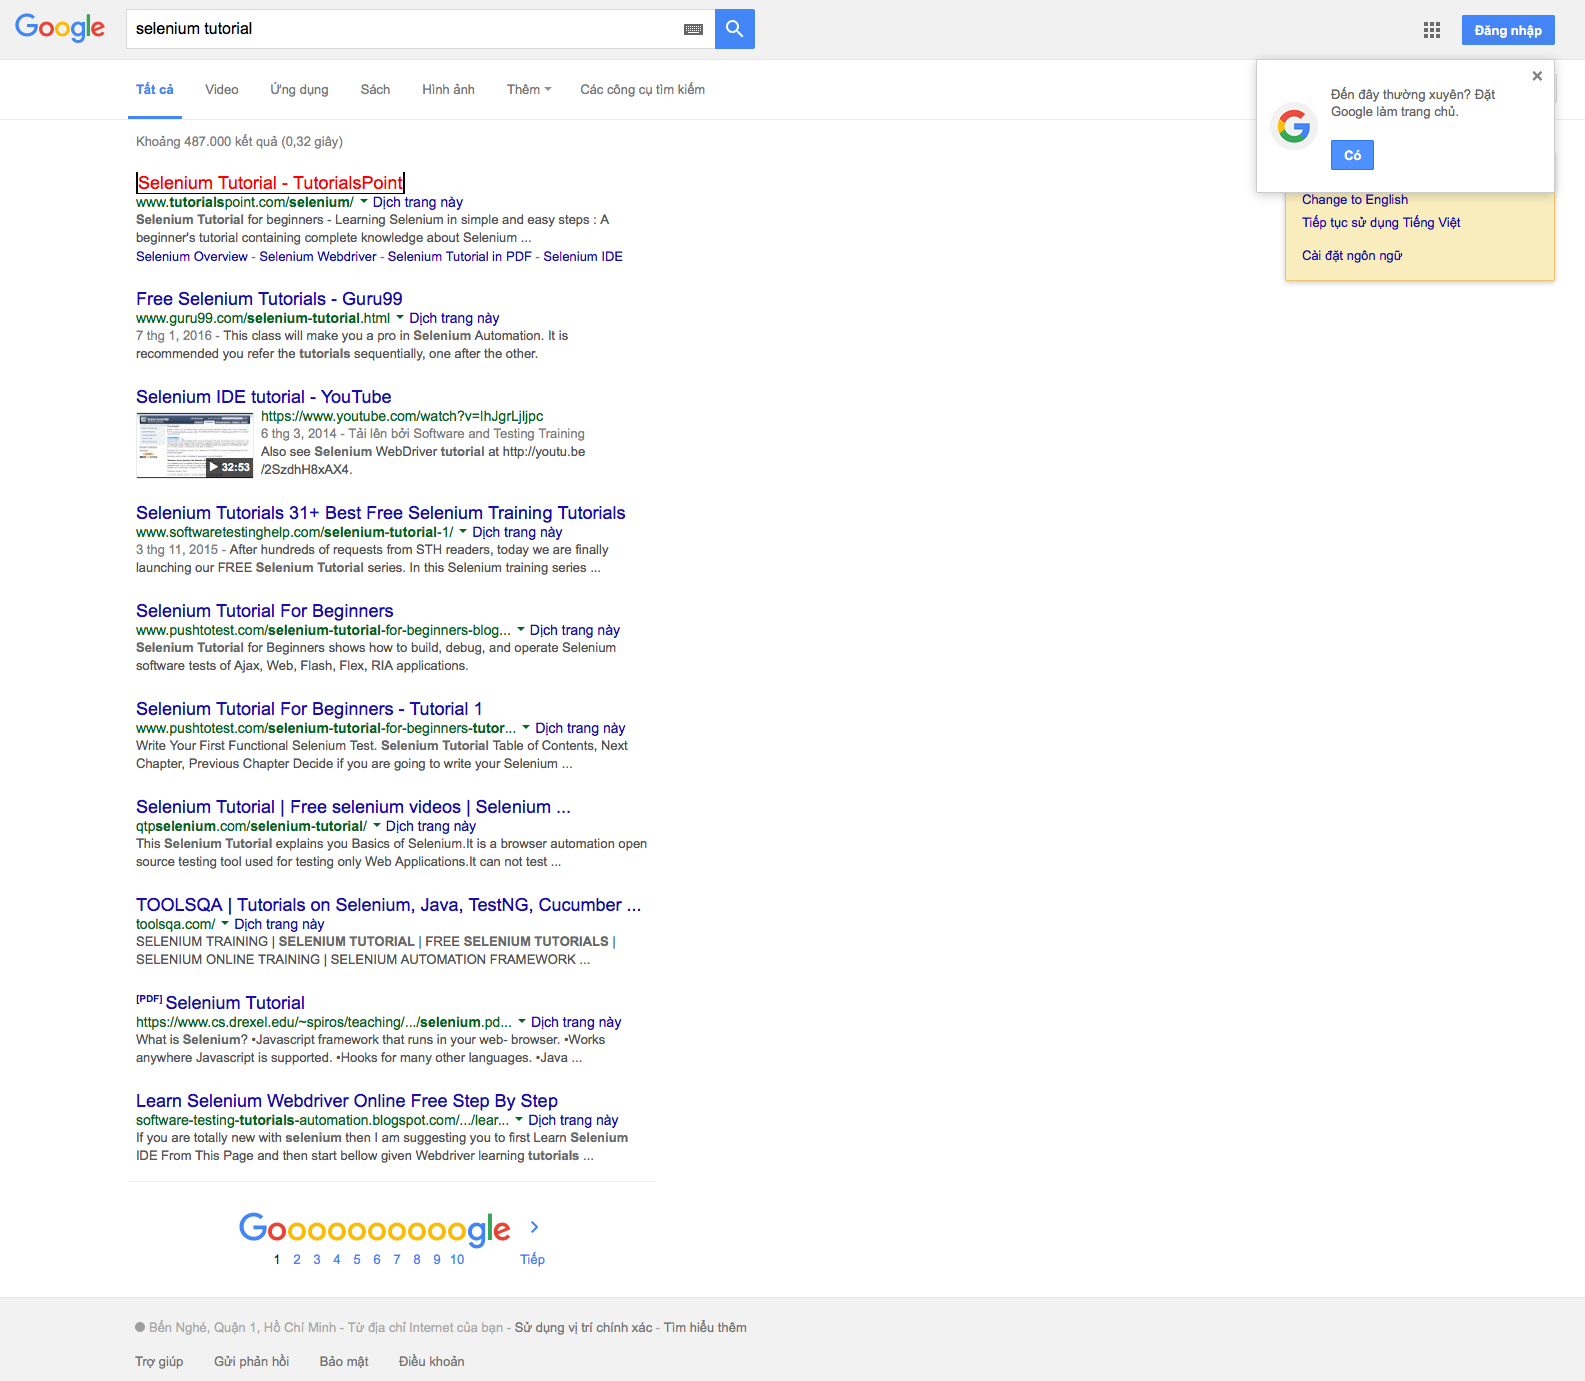 Google
selenium tutorial
Đăng nhập
Tất cả Video Ứng dụng Sách Hình ảnh Thêm Các công cụ tìm kiếm
Đến đây thường xuyên? Đặt
Google làm trang chủ.
Có
Change to English
Tiếp tục sử dụng Tiếng Việt
Cài đặt ngôn ngữ
Khoảng 487.000 kết quả (0,32 giây)
Selenium Tutorial - TutorialsPoint
www.tutorialspoint.com/selenium/ Dịch trang này
Selenium Tutorial for beginners - Learning Selenium in simple and easy steps : A
beginner's tutorial containing complete knowledge about Selenium ...
Selenium Overview - Selenium Webdriver - Selenium Tutorial in PDF - Selenium IDE
Free Selenium Tutorials - Guru99
www.guru99.com/selenium-tutorial.html Dịch trang này
7 thg 1, 2016 - This class will make you a pro in Selenium Automation. It is
recommended you refer the tutorials sequentially, one after the other.
Selenium IDE tutorial - YouTube
https://www.youtube.com/watch?v=IhJgrLjljpc
6 thg 3, 2014 - Tải lên bởi Software and Testing Training
Also see Selenium WebDriver tutorial at http://youtu.be
/2SzdhH8xAX4.
32:53
Selenium Tutorials 31+ Best Free Selenium Training Tutorials
www.softwaretestinghelp.com/selenium-tutorial-1/ Dịch trang này
3 thg 11, 2015 - After hundreds of requests from STH readers, today we are finally
launching our FREE Selenium Tutorial series. In this Selenium training series ...
Selenium Tutorial For Beginners
www.pushtotest.com/selenium-tutorial-for-beginners-blog... Dịch trang này
Selenium Tutorial for Beginners shows how to build, debug, and operate Selenium
software tests of Ajax, Web, Flash, Flex, RIA applications.
Selenium Tutorial For Beginners - Tutorial 1
www.pushtotest.com/selenium-tutorial-for-beginners-tutor... Dịch trang này
Write Your First Functional Selenium Test. Selenium Tutorial Table of Contents, Next
Chapter, Previous Chapter Decide if you are going to write your Selenium ...
Selenium Tutorial | Free selenium videos | Selenium ...
qtpselenium.com/selenium-tutorial/ Dịch trang này
This Selenium Tutorial explains you Basics of Selenium.It is a browser automation open
source testing tool used for testing only Web Applications.It can not test ...
TOOLSQA | Tutorials on Selenium, Java, TestNG, Cucumber ...
toolsqa.com/ Dịch trang này
SELENIUM TRAINING | SELENIUM TUTORIAL | FREE SELENIUM TUTORIALS |
SELENIUM ONLINE TRAINING | SELENIUM AUTOMATION FRAMEWORK ...
[PDF] Selenium Tutorial
https://www.cs.drexel.edu/~spiros/teaching/.../selenium.pd... Dịch trang này
What is Selenium? •Javascript framework that runs in your web- browser. •Works
anywhere Javascript is supported. •Hooks for many other languages. •Java ...
Learn Selenium Webdriver Online Free Step By Step
software-testing-tutorials-automation.blogspot.com/.../lear... Dịch trang này
If you are totally new with selenium then I am suggesting you to first Learn Selenium
IDE From This Page and then start bellow given Webdriver learning tutorials ...
Goooooooooogle
1 2 3 4 5 6 7 8 9 10 Tiếp
Bến Nghé, Quận 1, Hồ Chí Minh - Từ địa chỉ Internet của bạn - Sử dụng vị trí chính xác - Tìm hiểu thêm
Trợ giúp Gửi phản hồi Bảo mật Điều khoản